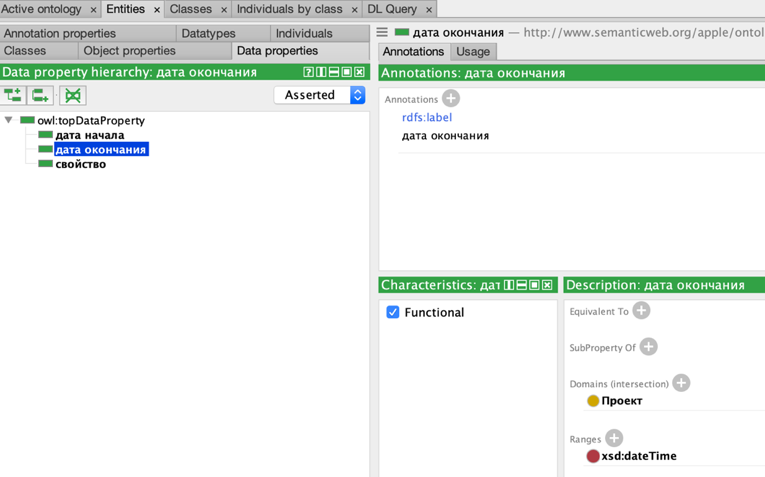 Active ontology × Entities × Classes × Individuals by class × DL Query ×
Annotation properties Datatypes Individuals
Classes Object properties Data properties
Data property hierarchy: дата окончания
Asserted
owl:topDataProperty
дата начала
дата окончания
свойство
дата окончания — http://www.semanticweb.org/apple/ontol
Annotations Usage
Annotations: дата окончания
Annotations
rdfs:label
дата окончания
Characteristics: дат
Functional
Description: дата окончания
Equivalent To
SubProperty Of
Domains (intersection)
Проект
Ranges
xsd:dateTime